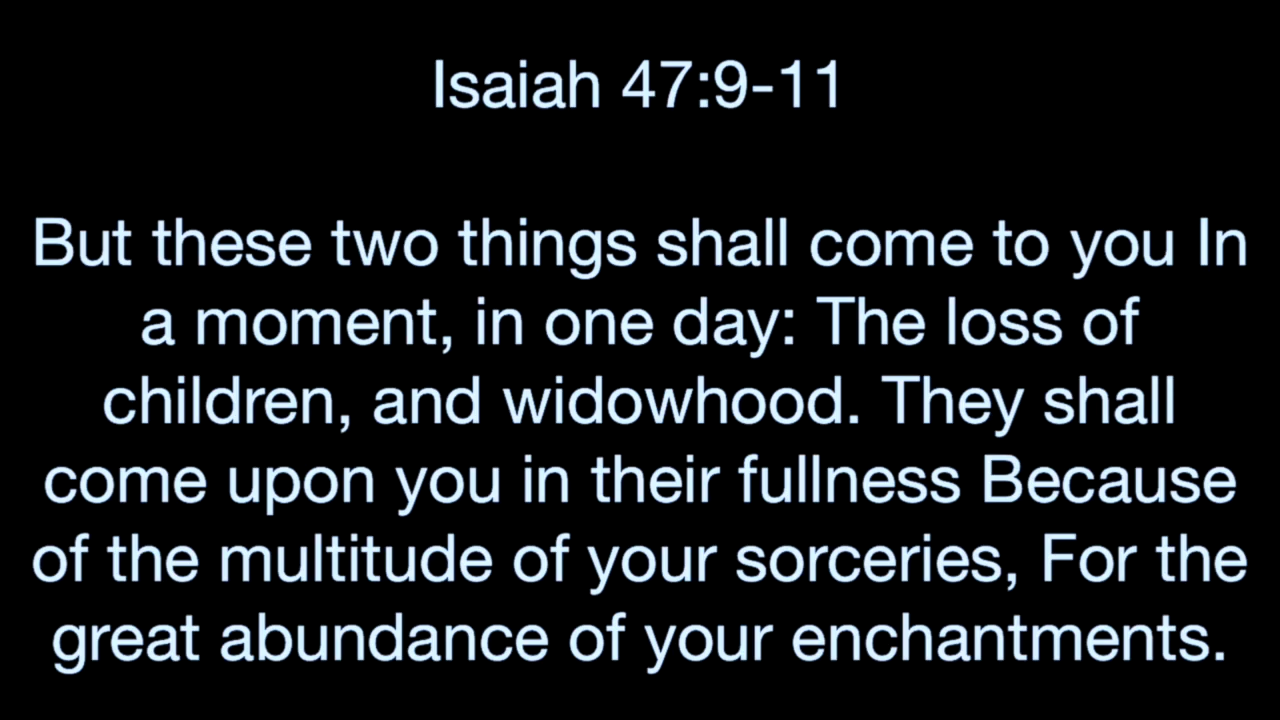 Isaiah 47:9-11
But these two things shall come to you In
a moment, in one day: The loss of
children, and widowhood. They shall
come upon you in their fullness Because
of the multitude of your sorceries, For the
great abundance of your enchantments.